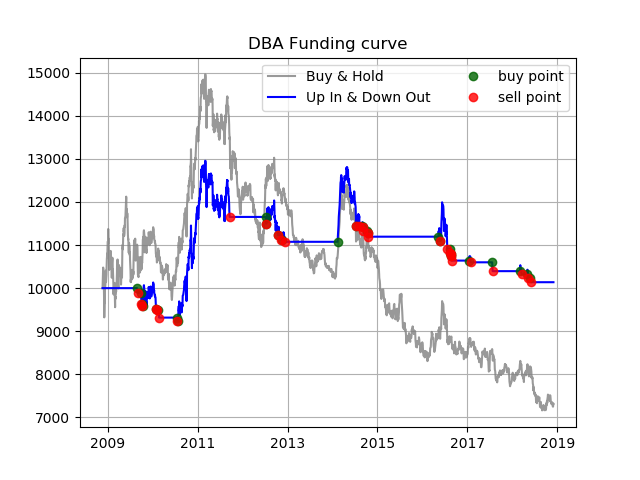 DBA Funding curve
Buy & Hold
Up In & Down Out
buy point
sell point
15000
14000
13000
12000
11000
10000
9000
8000
7000
2009 2011 2013 2015 2017 2019